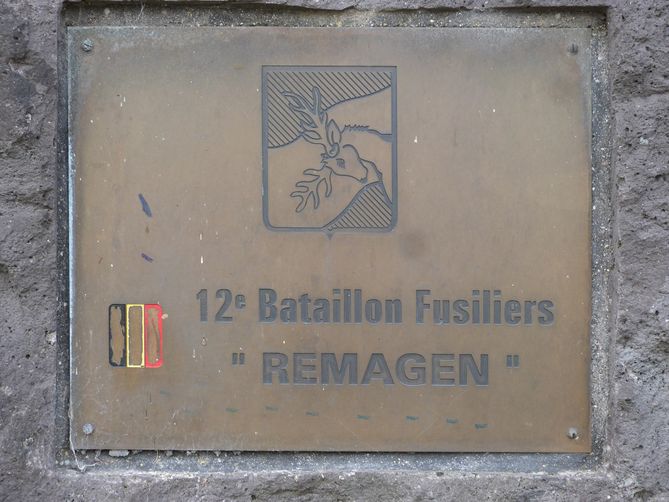 12e Bataillon Fusiliers
" REMAGEN "